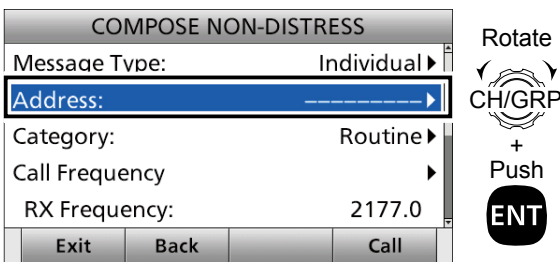 COMPOSE NON-DISTRESS
Message Type: Individual
Address: –––––––––
Category: Routine
Call Frequency
RX Frequency: 2177.0
Exit Back Call
Rotate
CH/GRP
+
Push
ENT